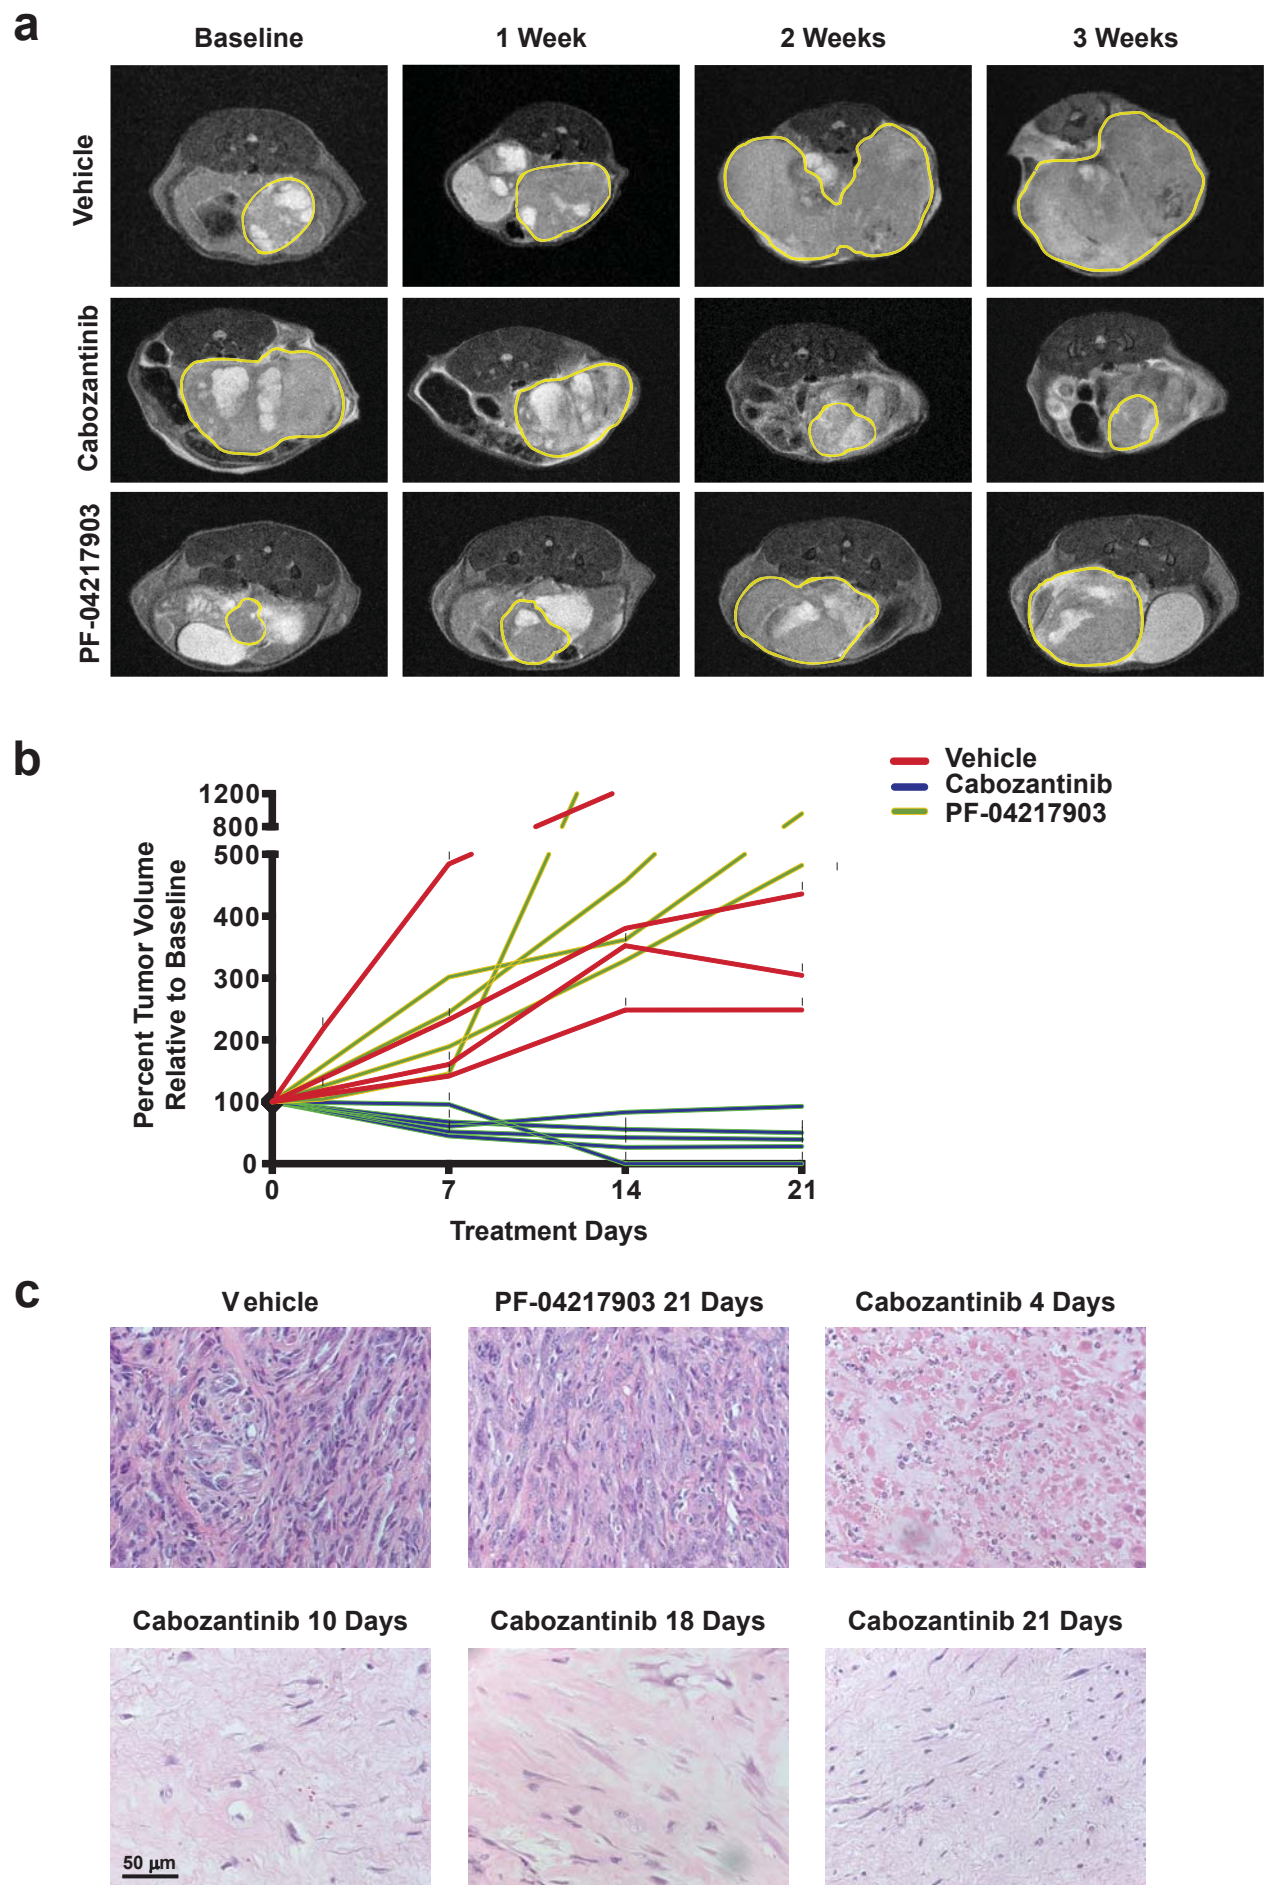 a
Baseline
1 Week
2 Weeks
3 Weeks
Vehicle
Cabozantinib
PF-04217903
b
Vehicle
Cabozantinib
PF-04217903
1200
800
500
400
300
200
100
0
Percent Tumor Volume
Relative to Baseline
0
7
14
21
Treatment Days
c
Vehicle
PF-04217903 21 Days
Cabozantinib 4 Days
Cabozantinib 10 Days
Cabozantinib 18 Days
Cabozantinib 21 Days
50 μm